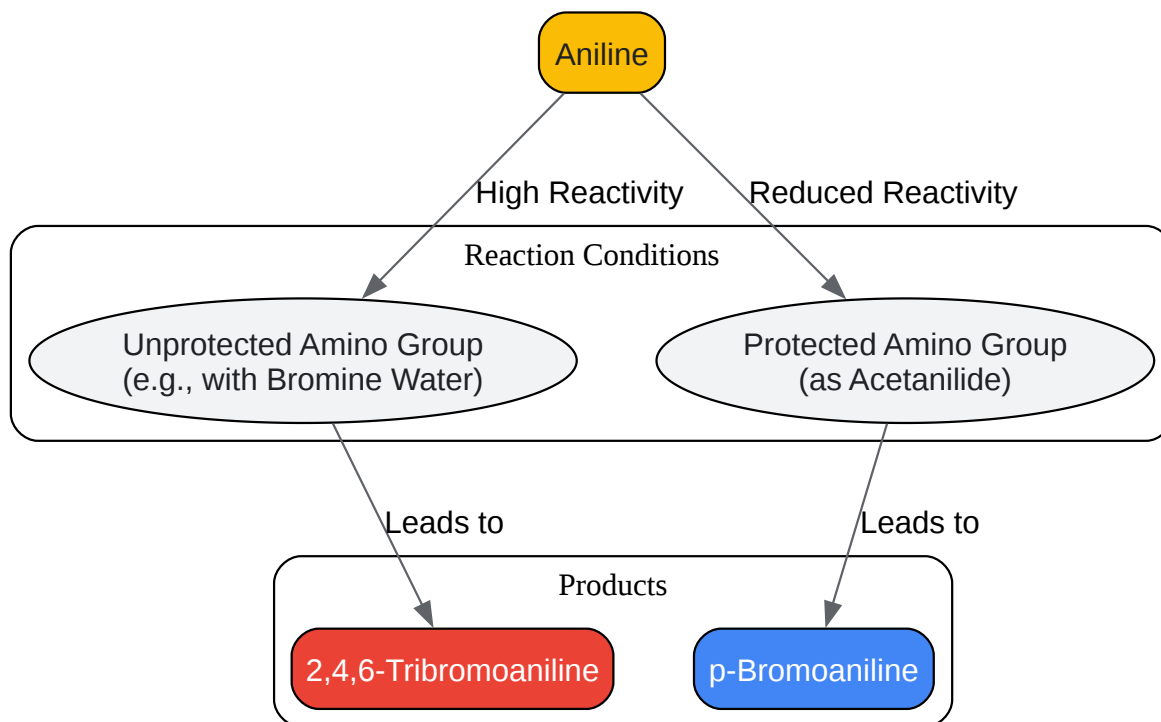 Aniline
High Reactivity
Reduced Reactivity
Reaction Conditions
Unprotected Amino Group
(e.g., with Bromine Water)
Protected Amino Group
(as Acetanilide)
Leads to
Leads to
Products
2,4,6-Tribromoaniline
p-Bromoaniline